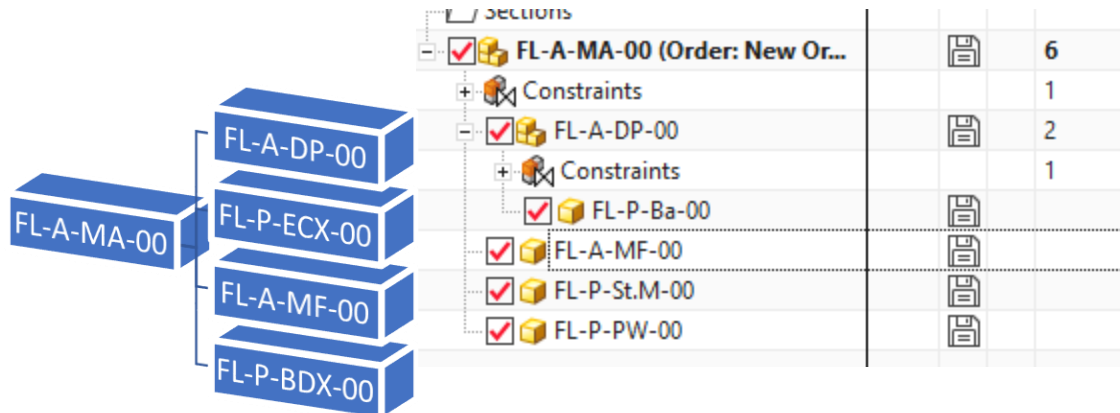 FL-A-MA-00
FL-A-DP-00
FL-P-ECX-00
FL-A-MF-00
FL-P-BDX-00
Sections
FL-A-MA-00 (Order: New Or... 6
Constraints 1
FL-A-DP-00 2
Constraints 1
FL-P-Ba-00
FL-A-MF-00
FL-P-St.M-00
FL-P-PW-00